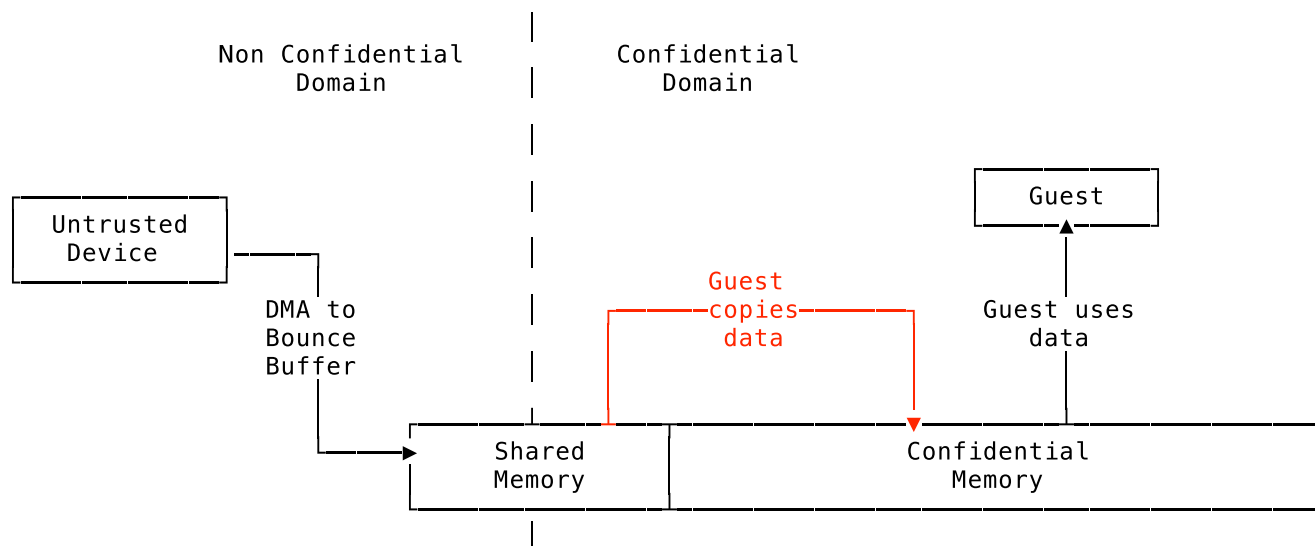 Non Confidential
Domain
Confidential
Domain
Untrusted
Device
Guest
DMA to
Bounce
Buffer
Guest
copies
data
Guest uses
data
Shared
Memory
Confidential
Memory